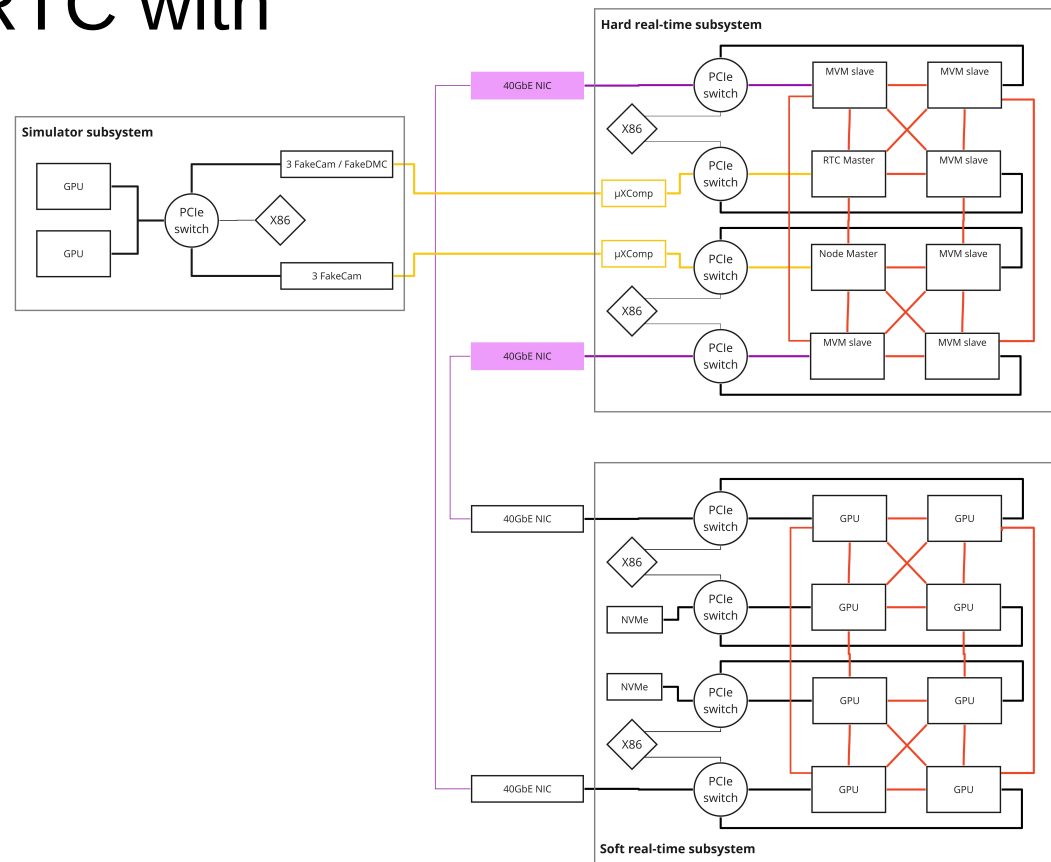 RTC with
Hard real-time subsystem
PCIe
switch
MVM slave
MVM slave
40GbE NIC
X86
Simulator subsystem
3 FakeCam / FakeDMC
GPU
PCIe
switch
RTC Master
MVM slave
µXComp
PCIe
switch
X86
GPU
µXComp
PCIe
switch
Node Master
MVM slave
3 FakeCam
X86
40GbE NIC
PCIe
switch
MVM slave
MVM slave
40GbE NIC
PCIe
switch
GPU
GPU
X86
NVMe
PCIe
switch
GPU
GPU
NVMe
PCIe
switch
GPU
GPU
X86
40GbE NIC
PCIe
switch
GPU
GPU
Soft real-time subsystem